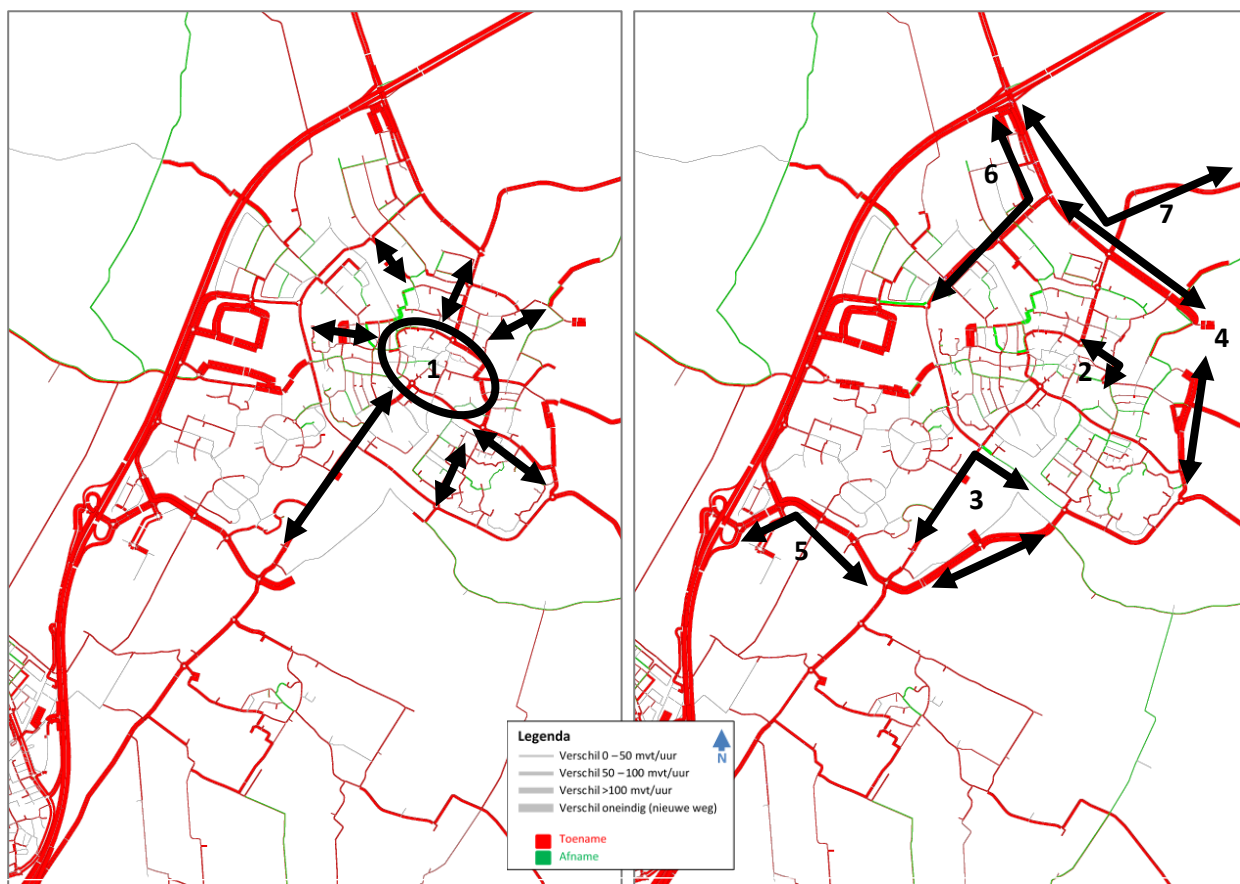 1
6
7
4
2
3
5
Legenda
N
Verschil 0 – 50 mvt/uur
Verschil 50 – 100 mvt/uur
Verschil >100 mvt/uur
Verschil oneindig (nieuwe weg)
Toename
Afname